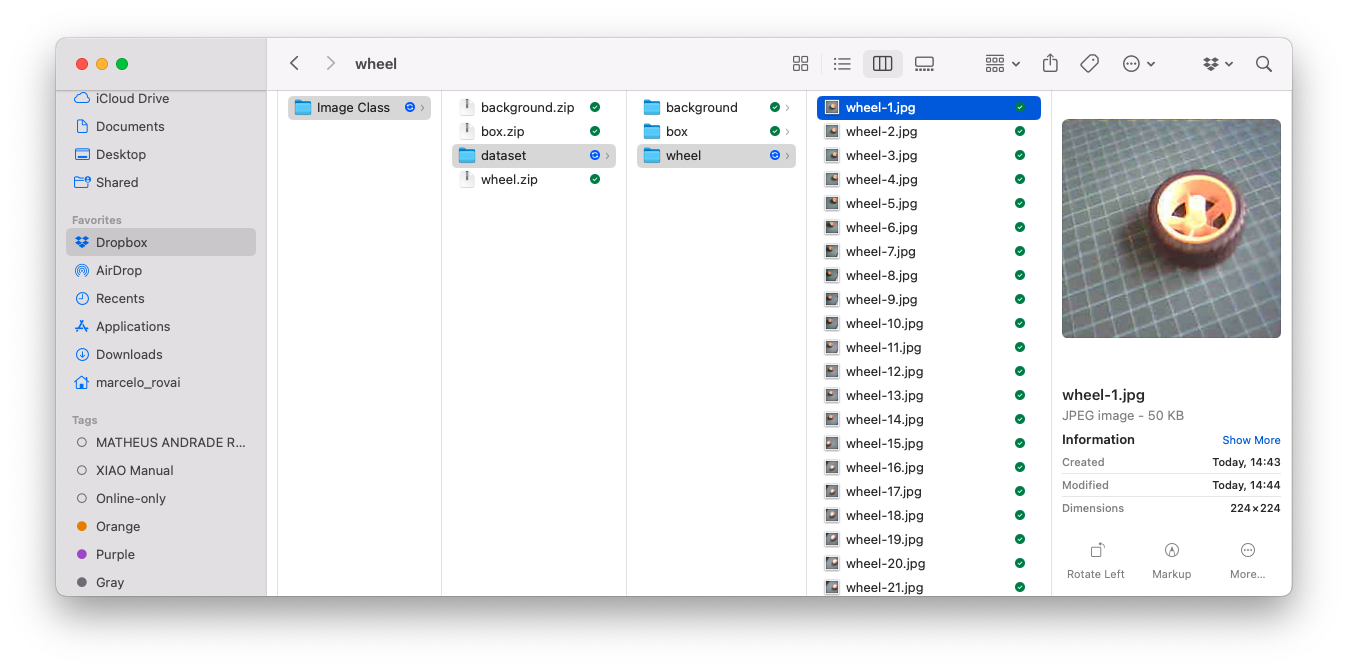 wheel
iCloud Drive
Documents
Desktop
Shared
Favorites
Dropbox
AirDrop
Recents
Applications
Downloads
marcelo_rovai
Tags
MATHEUS ANDRADE R...
XIAO Manual
Online-only
Orange
Purple
Gray
Image Class
background.zip
box.zip
dataset
wheel.zip
background
box
wheel
wheel-1.jpg
wheel-2.jpg
wheel-3.jpg
wheel-4.jpg
wheel-5.jpg
wheel-6.jpg
wheel-7.jpg
wheel-8.jpg
wheel-9.jpg
wheel-10.jpg
wheel-11.jpg
wheel-12.jpg
wheel-13.jpg
wheel-14.jpg
wheel-15.jpg
wheel-16.jpg
wheel-17.jpg
wheel-18.jpg
wheel-19.jpg
wheel-20.jpg
wheel-21.jpg
wheel-1.jpg
JPEG image - 50 KB
Information Show More
Created Today, 14:43
Modified Today, 14:44
Dimensions 224×224
Rotate Left Markup More...